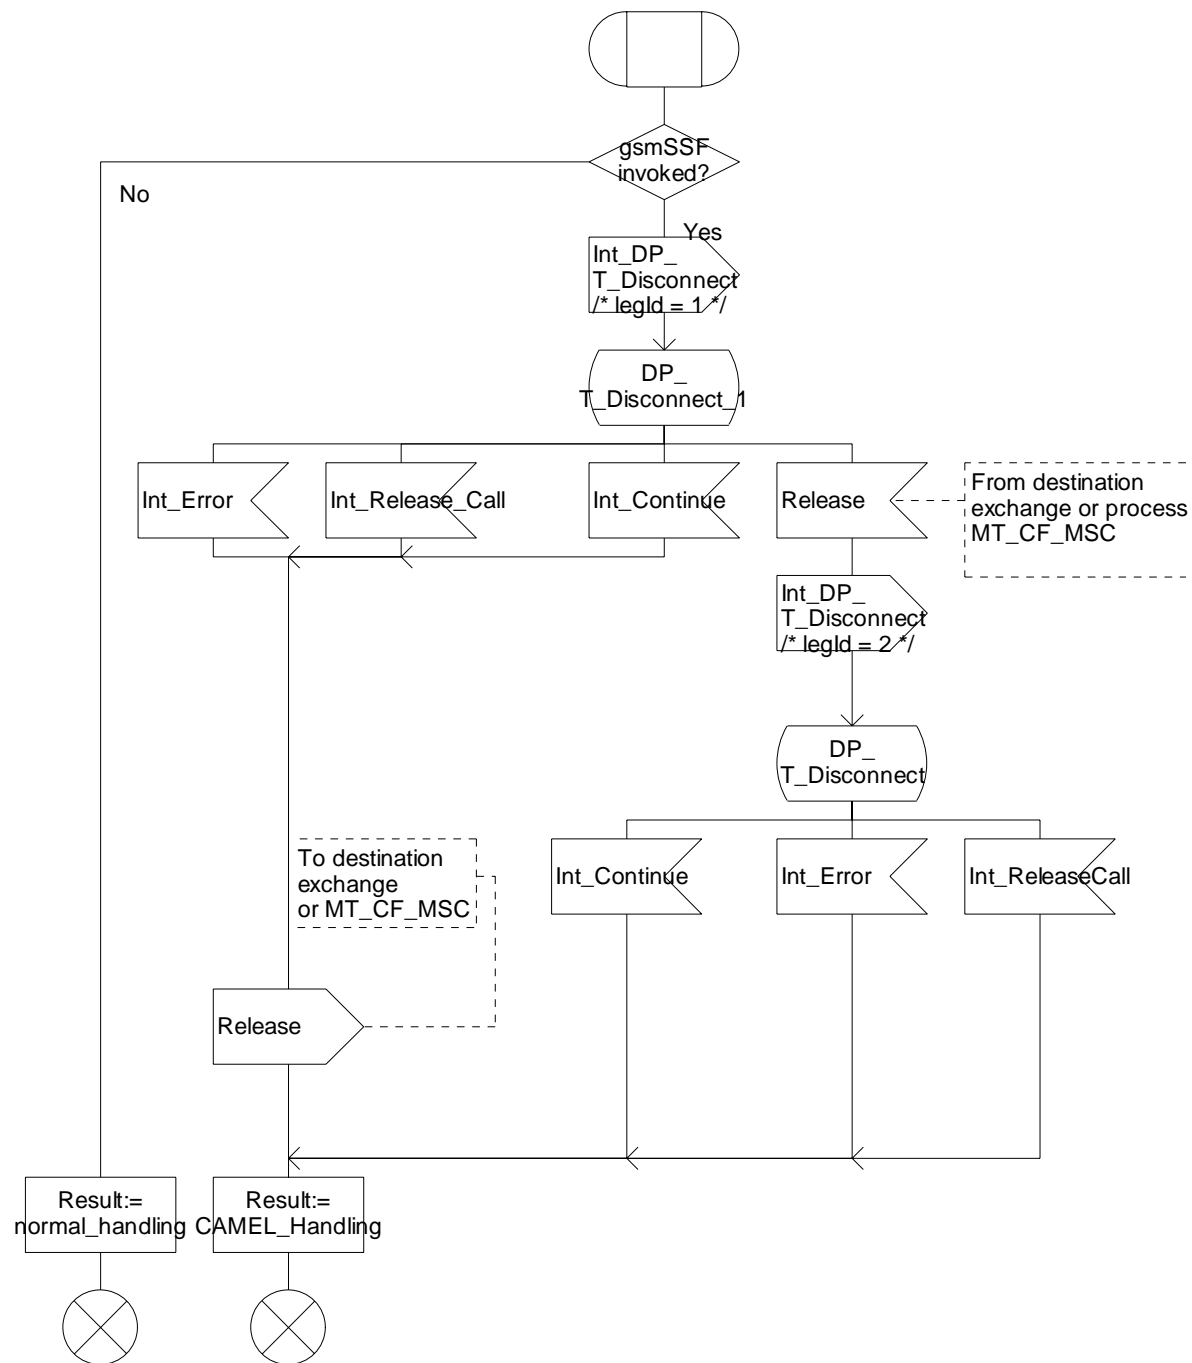 gsmSSF
invoked?
No
Yes
Int_DP_
T_Disconnect
/* legId = 1 */
DP_
T_Disconnect_1
Int_Error
Int_Release_Call
Int_Continue
Release
From destination
exchange or process
MT_CF_MSC
Int_DP_
T_Disconnect
/* legId = 2 */
DP_
T_Disconnect
To destination
exchange
or MT_CF_MSC
Int_Continue
Int_Error
Int_ReleaseCall
Release
Result:=
normal_handling
Result:=
CAMEL_Handling